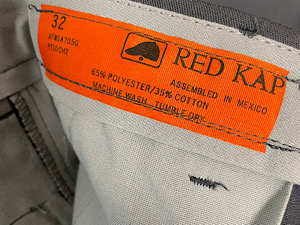 32
RED KAP
ASSEMBLED IN MEXICO
65% POLYESTER/35% COTTON
MACHINE WASH, TUMBLE DRY